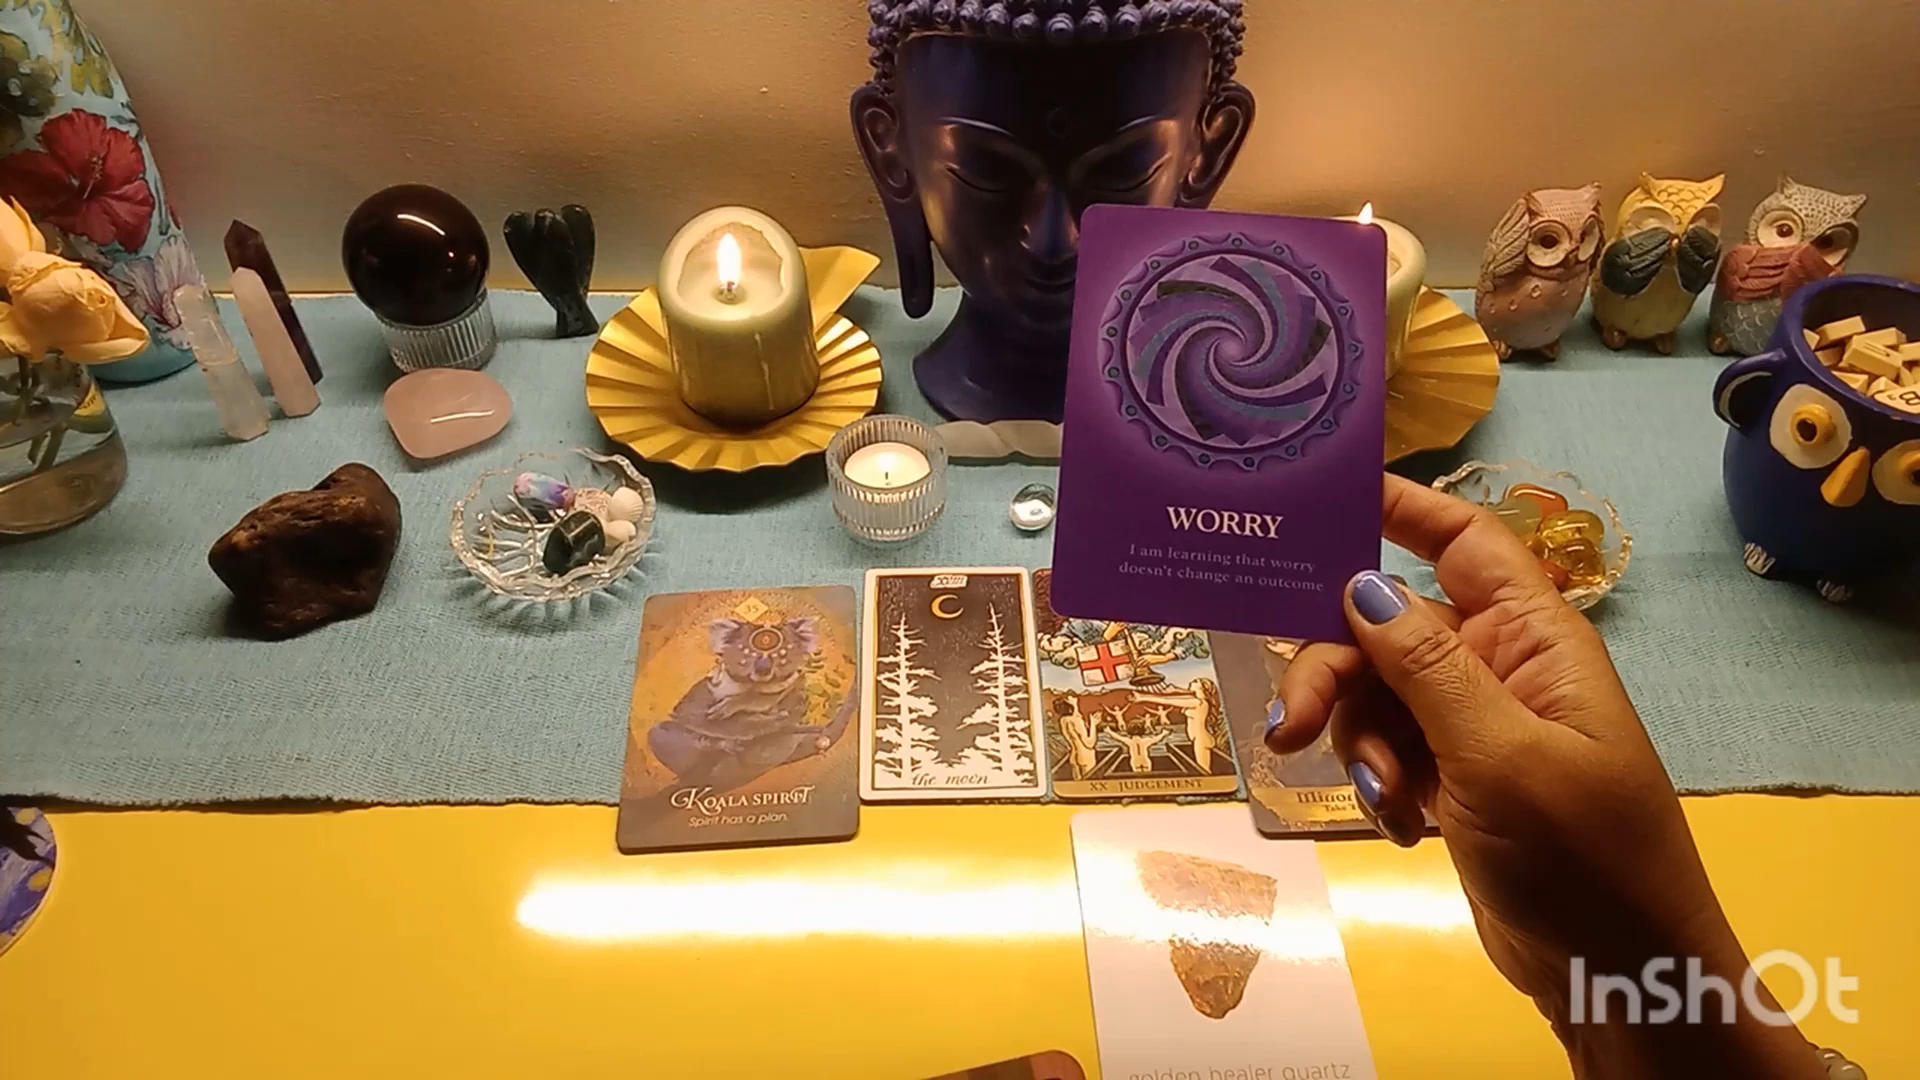 WORRY
I am learning that worry
doesn't change an outcome
XVIII
the moon
35
KOALA SPIRIT
Spirit has a plan.
XX JUDGEMENT
golden healer quartz
InShOt